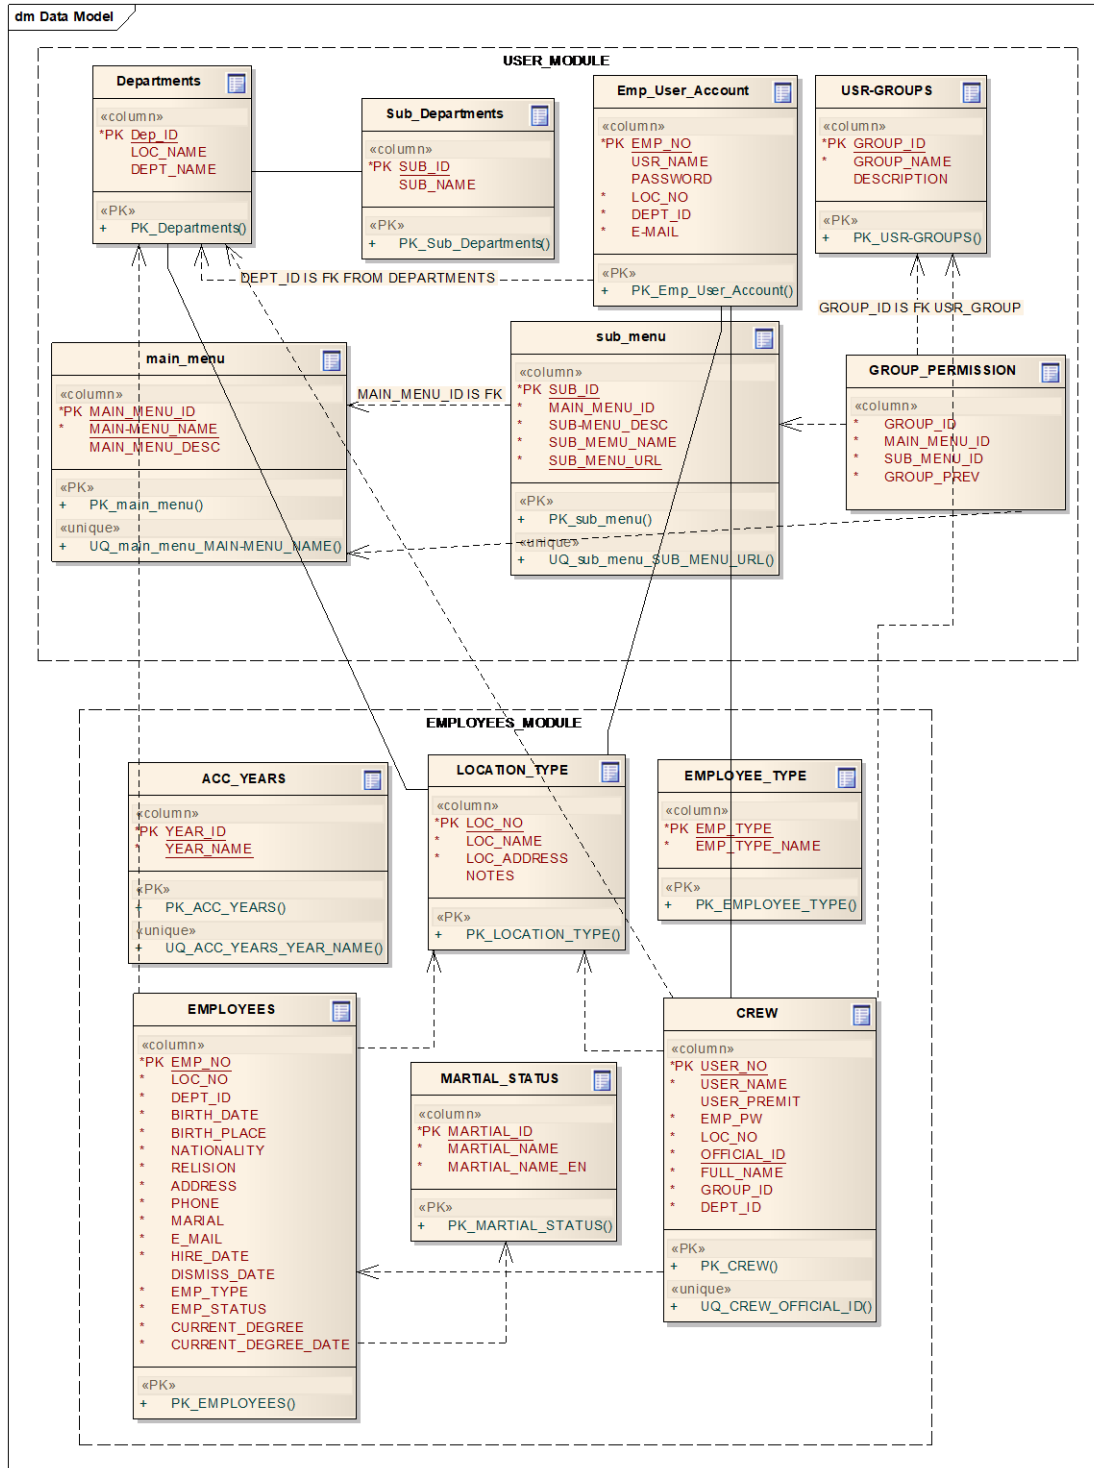 dm Data Model
USER_MODULE
Departments
«column»
*PK Dep_ID
LOC_NAME
DEPT_NAME
«PK»
+ PK_Departments()
Sub_Departments
«column»
*PK SUB_ID
SUB_NAME
«PK»
+ PK_Sub_Departments()
Emp_User_Account
«column»
*PK EMP_NO
USR_NAME
PASSWORD
* LOC_NO
* DEPT_ID
* E-MAIL
«PK»
+ PK_Emp_User_Account()
USR-GROUPS
«column»
*PK GROUP_ID
* GROUP_NAME
DESCRIPTION
«PK»
+ PK_USR-GROUPS()
DEPT_ID IS FK FROM DEPARTMENTS
GROUP_ID IS FK USR_GROUP
main_menu
«column»
*PK MAIN_MENU_ID
* MAIN-MENU_NAME
MAIN_MENU_DESC
«PK»
+ PK_main_menu()
«unique»
+ UQ_main_menu_MAIN-MENU_NAME()
MAIN_MENU_ID IS FK
sub_menu
«column»
*PK SUB_ID
* MAIN_MENU_ID
* SUB-MENU_DESC
* SUB_MEMU_NAME
* SUB_MENU_URL
«PK»
+ PK_sub_menu()
«unique»
+ UQ_sub_menu_SUB_MENU_URL()
GROUP_PERMISSION
«column»
* GROUP_ID
* MAIN_MENU_ID
* SUB_MENU_ID
* GROUP_PREV
EMPLOYEES_MODULE
ACC_YEARS
«column»
*PK YEAR_ID
* YEAR_NAME
«PK»
+ PK_ACC_YEARS()
«unique»
+ UQ_ACC_YEARS_YEAR_NAME()
LOCATION_TYPE
«column»
*PK LOC_NO
* LOC_NAME
* LOC_ADDRESS
NOTES
«PK»
+ PK_LOCATION_TYPE()
EMPLOYEE_TYPE
«column»
*PK EMP_TYPE
* EMP_TYPE_NAME
«PK»
+ PK_EMPLOYEE_TYPE()
EMPLOYEES
«column»
*PK EMP_NO
* LOC_NO
* DEPT_ID
* BIRTH_DATE
* BIRTH_PLACE
* NATIONALITY
* RELISION
* ADDRESS
* PHONE
* MARIAL
* E_MAIL
* HIRE_DATE
DISMISS_DATE
* EMP_TYPE
* EMP_STATUS
* CURRENT_DEGREE
* CURRENT_DEGREE_DATE
«PK»
+ PK_EMPLOYEES()
MARTIAL_STATUS
«column»
*PK MARTIAL_ID
* MARTIAL_NAME
* MARTIAL_NAME_EN
«PK»
+ PK_MARTIAL_STATUS()
CREW
«column»
*PK USER_NO
* USER_NAME
USER_PREMIT
* EMP_PW
* LOC_NO
* OFFICIAL_ID
* FULL_NAME
* GROUP_ID
* DEPT_ID
«PK»
+ PK_CREW()
«unique»
+ UQ_CREW_OFFICIAL_ID()